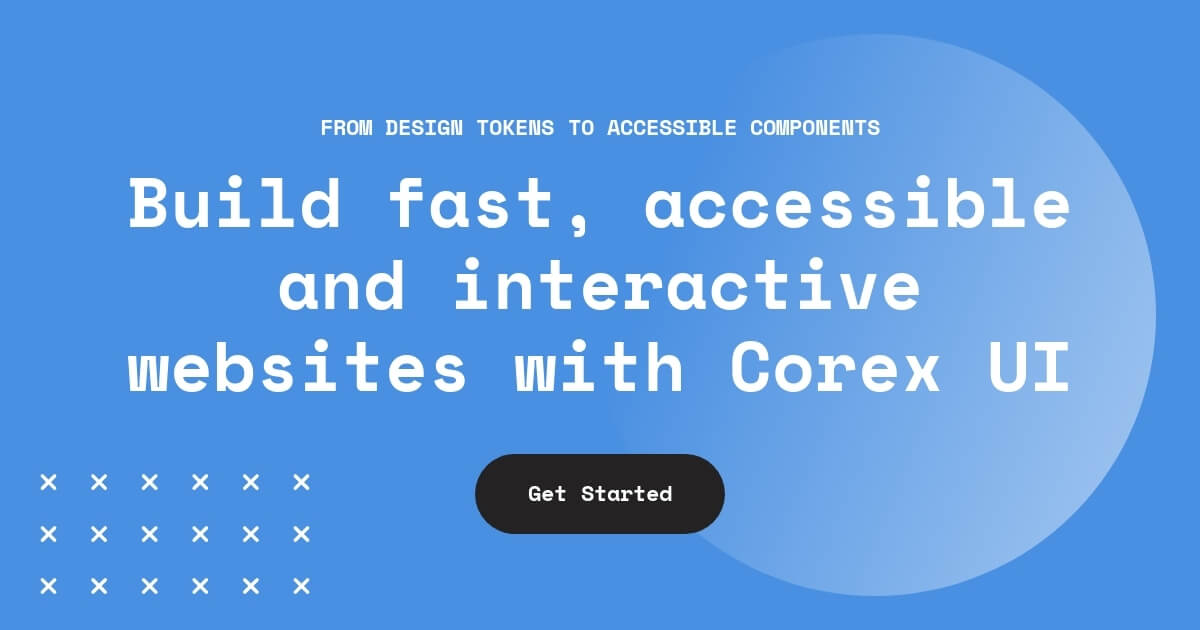 FROM DESIGN TOKENS TO ACCESSIBLE COMPONENTS
Build fast, accessible
and interactive
websites with Corex UI
Get Started